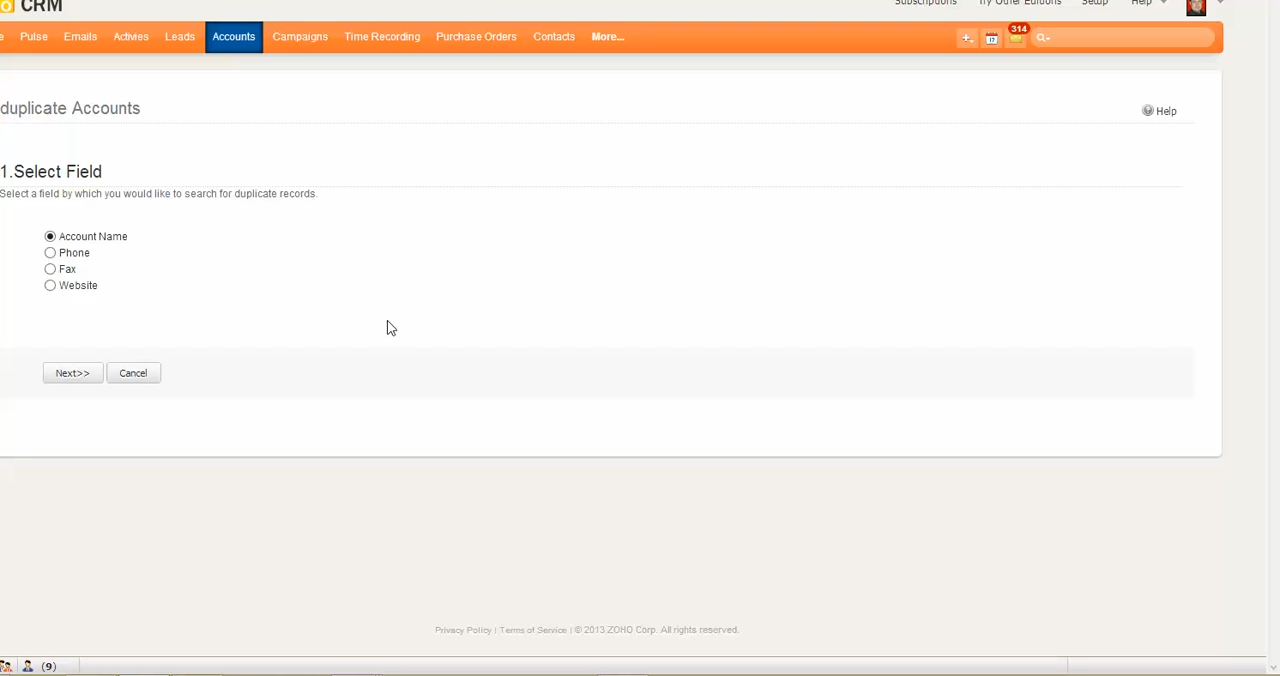 CRM
Subscriptions Try Other Editions Setup Help
e Pulse Emails Activies Leads Accounts Campaigns Time Recording Purchase Orders Contacts More... 314
duplicate Accounts
Help
1.Select Field
Select a field by which you would like to search for duplicate records.
Account Name
Phone
Fax
Website
Next>> Cancel
Privacy Policy | Terms of Service | © 2013 ZOHO Corp. All rights reserved.
(9)